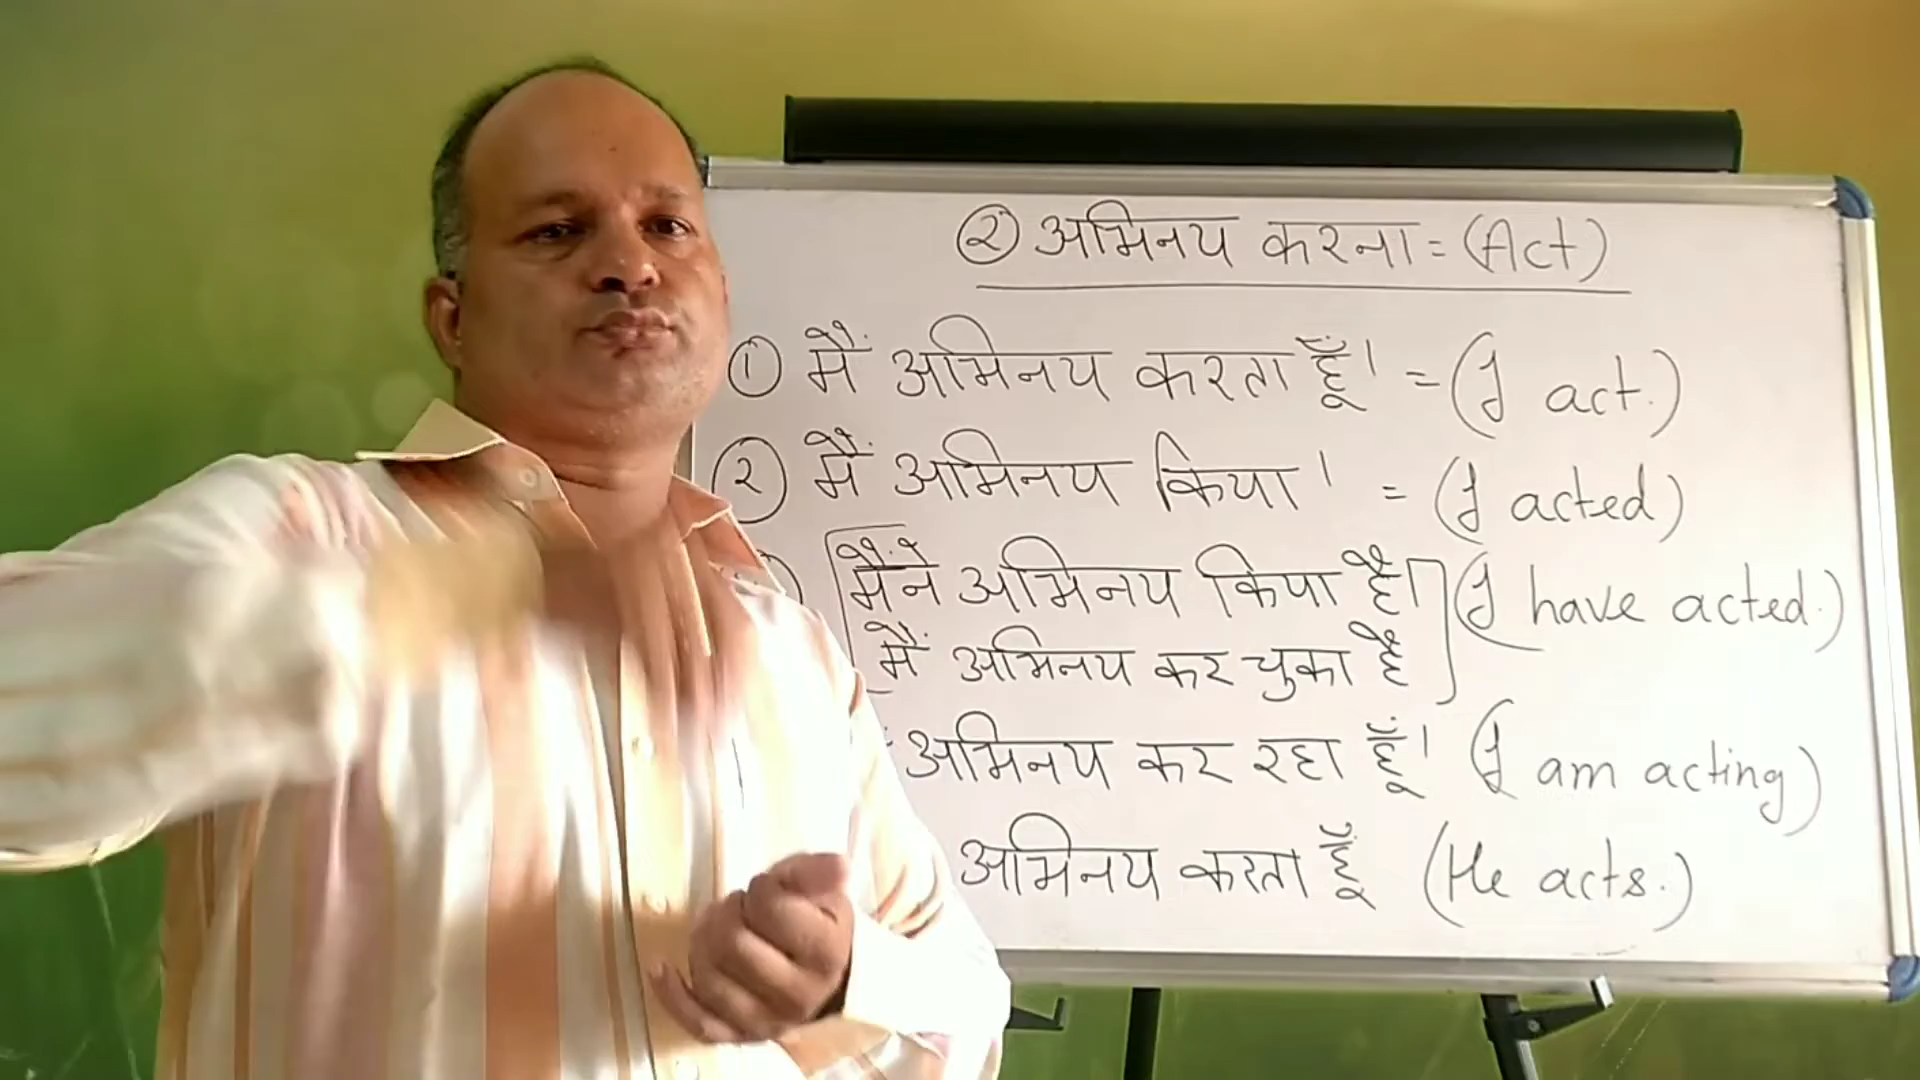 ② अभिनय करना = (Act)
① मैं अभिनय करता हूँ। = (I act.)
② मैं अभिनय किया। = (I acted)
मैंने अभिनय किया है। (I have acted.)
मैं अभिनय कर चुका हूँ
अभिनय कर रहा हूँ। (I am acting)
अभिनय करता हूँ (He acts.)